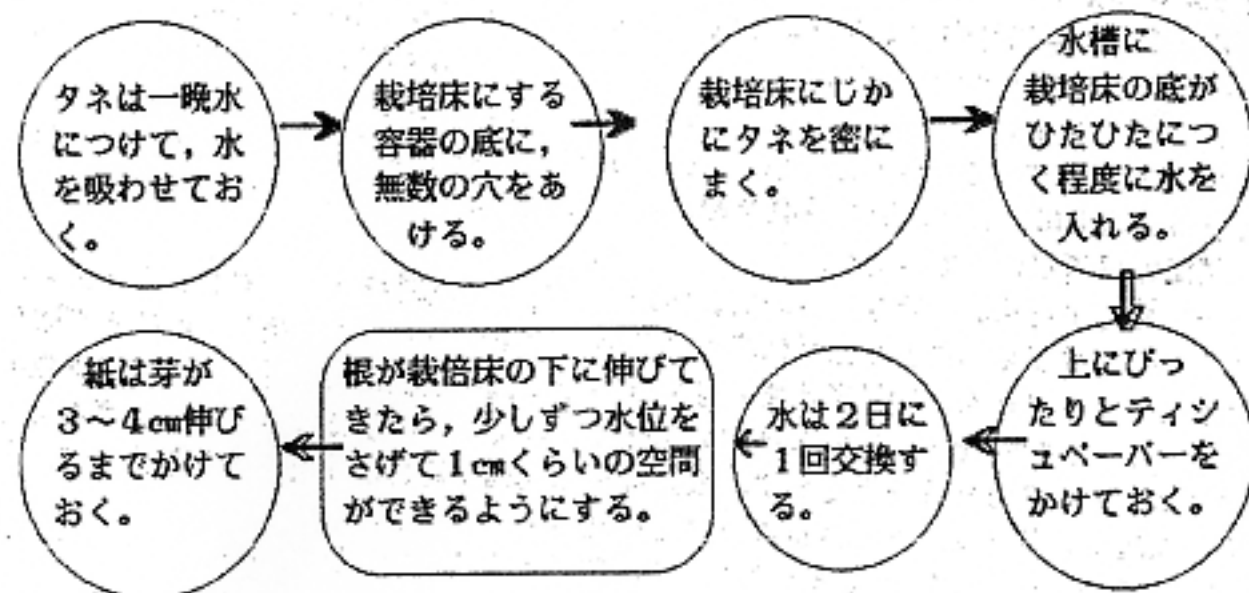 タネは一晩水
につけて，水
を吸わせてお
く。
栽培床にする
容器の底に，
無数の穴をあ
ける。
栽培床にじか
にタネを密に
まく。
水槽に
栽培床の底が
ひたひたにつ
く程度に水を
入れる。
上にぴっ
たりとティシ
ュペーパーを
かけておく。
水は２日に
１回交換す
る。
根が栽倍床の下に伸びて
きたら，少しずつ水位を
さげて１cmくらいの空間
ができるようにする。
紙は芽が
３～４cm伸び
るまでかけて
おく。